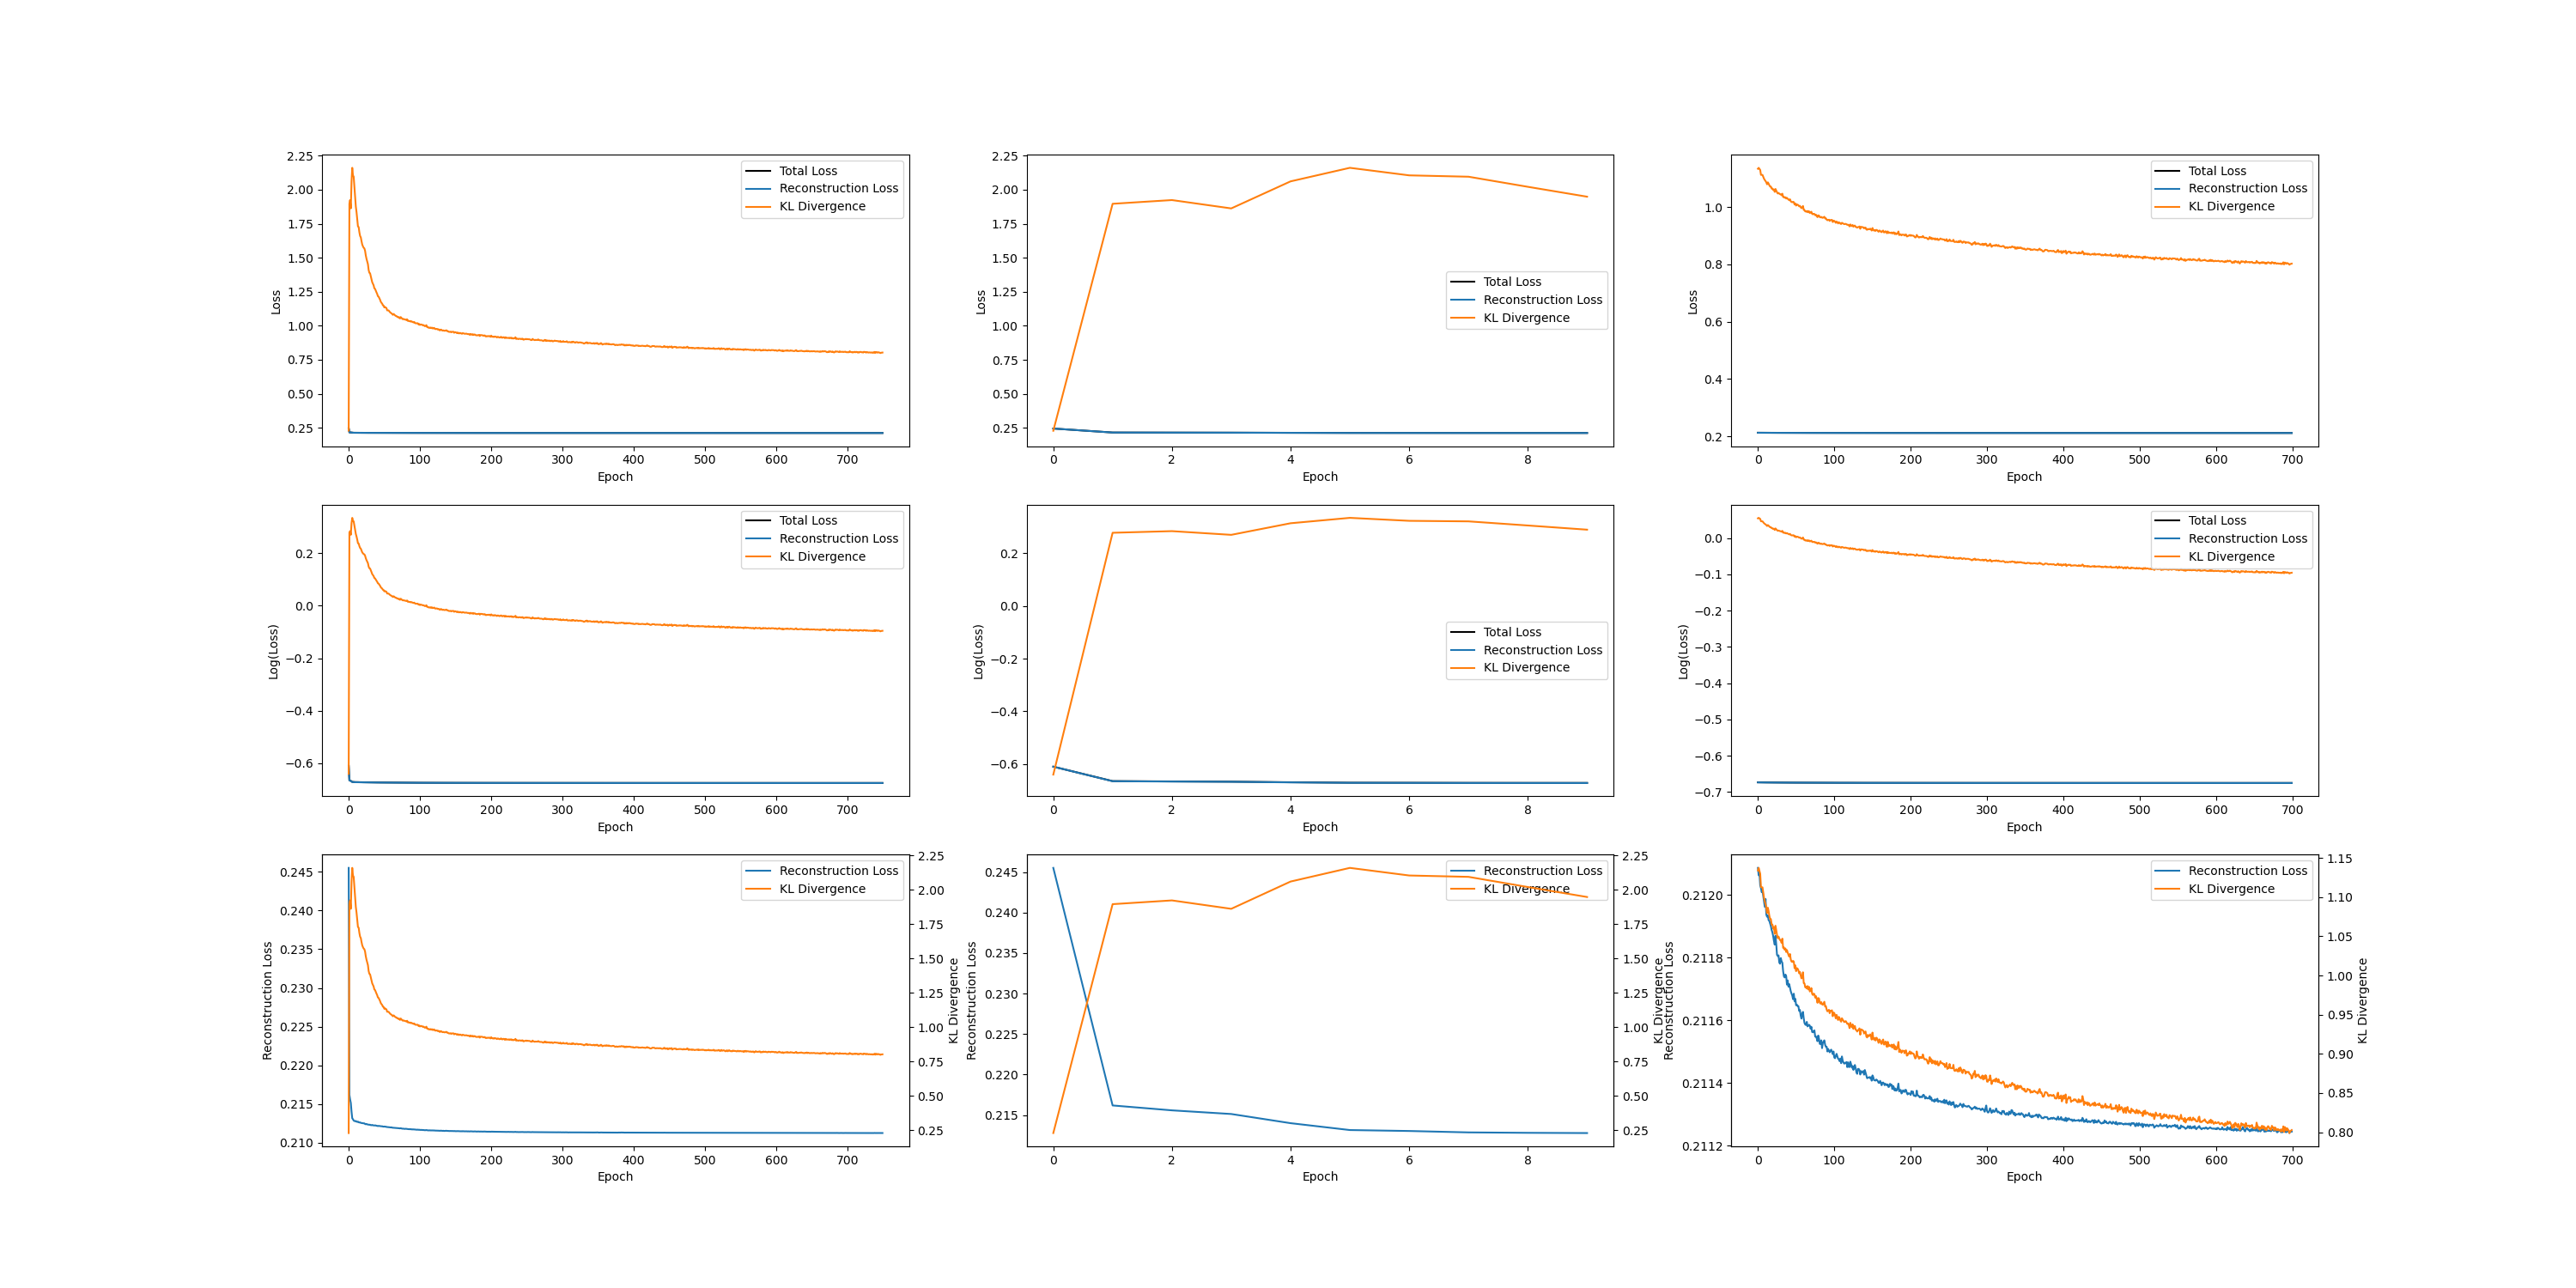 2.25
2.00
1.75
1.50
1.25
1.00
0.75
0.50
0.25
Loss
0 100 200 300 400 500 600 700
Epoch
Total Loss
Reconstruction Loss
KL Divergence
2.25
2.00
1.75
1.50
1.25
1.00
0.75
0.50
0.25
Loss
0 2 4 6 8
Epoch
Total Loss
Reconstruction Loss
KL Divergence
1.0
0.8
0.6
0.4
0.2
Loss
0 100 200 300 400 500 600 700
Epoch
Total Loss
Reconstruction Loss
KL Divergence
0.2
0.0
−0.2
−0.4
−0.6
Log(Loss)
0 100 200 300 400 500 600 700
Epoch
Total Loss
Reconstruction Loss
KL Divergence
0.2
0.0
−0.2
−0.4
−0.6
Log(Loss)
0 2 4 6 8
Epoch
Total Loss
Reconstruction Loss
KL Divergence
0.0
−0.1
−0.2
−0.3
−0.4
−0.5
−0.6
−0.7
Log(Loss)
0 100 200 300 400 500 600 700
Epoch
Total Loss
Reconstruction Loss
KL Divergence
0.245
0.240
0.235
0.230
0.225
0.220
0.215
0.210
Reconstruction Loss
0 100 200 300 400 500 600 700
Epoch
Reconstruction Loss
KL Divergence
2.25
2.00
1.75
1.50
1.25
1.00
0.75
0.50
0.25
KL Divergence
0.245
0.240
0.235
0.230
0.225
0.220
0.215
Reconstruction Loss
0 2 4 6 8
Epoch
Reconstruction Loss
KL Divergence
2.25
2.00
1.75
1.50
1.25
1.00
0.75
0.50
0.25
KL Divergence
0.2120
0.2118
0.2116
0.2114
0.2112
Reconstruction Loss
0 100 200 300 400 500 600 700
Epoch
Reconstruction Loss
KL Divergence
1.15
1.10
1.05
1.00
0.95
0.90
0.85
0.80
KL Divergence